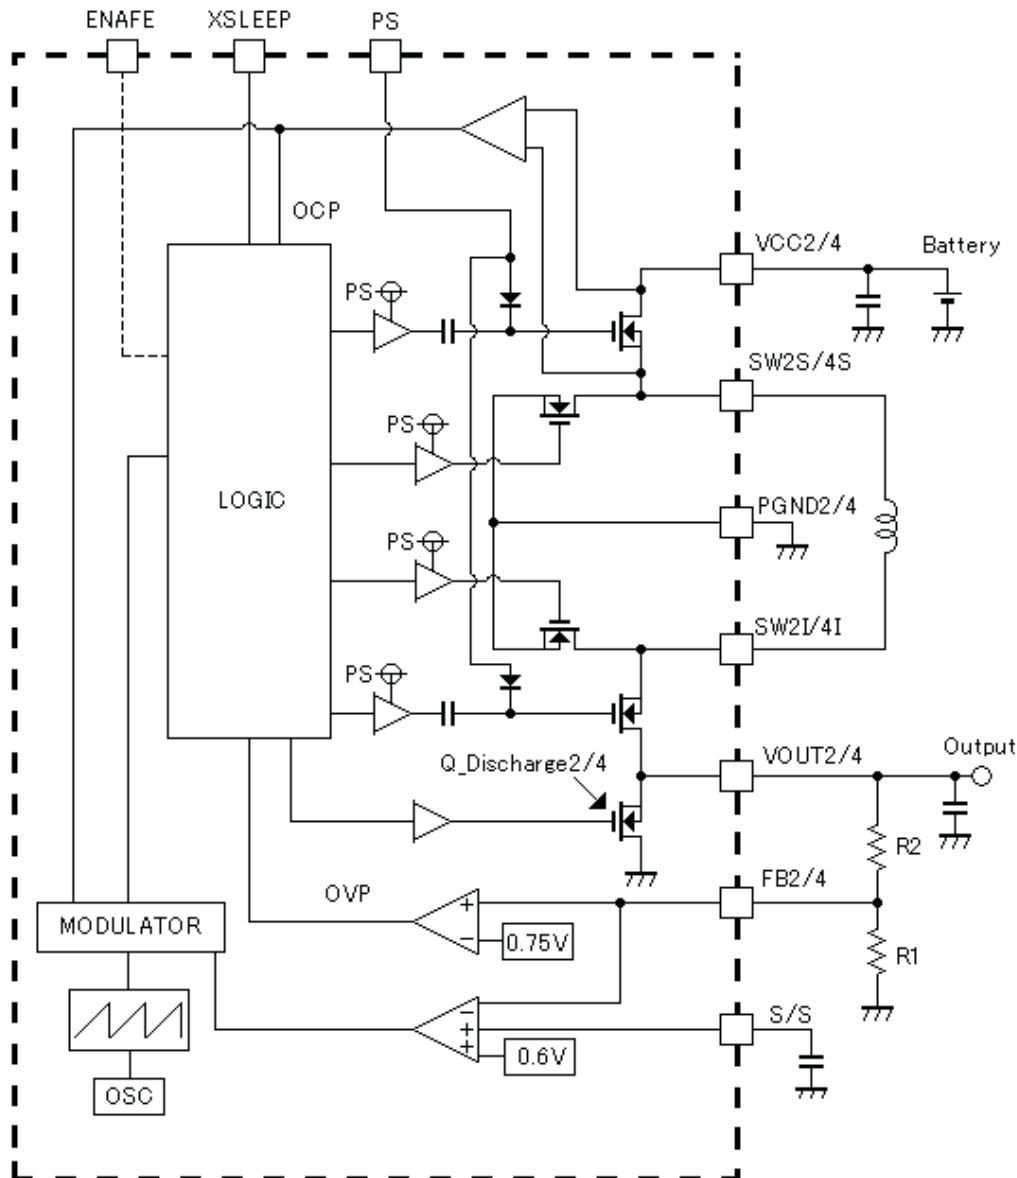 ENAFE XSLEEP PS
OCP
VCC2/4 Battery
PS
SW2S/4S
PS
LOGIC
PGND2/4
PS
SW2I/4I
PS
Q_Discharge2/4
VOUT2/4 Output
R2
OVP
FB2/4
+
MODULATOR
-
0.75V
R1
-
+
+
S/S
0.6V
OSC